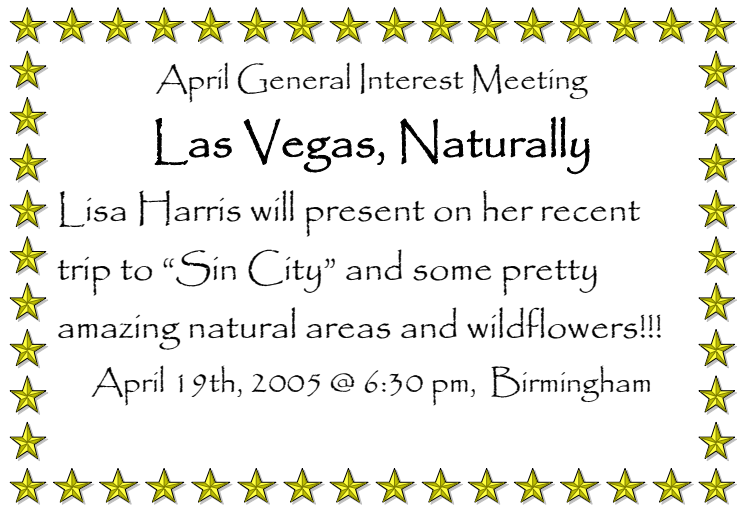 April General Interest Meeting
Las Vegas, Naturally
Lisa Harris will present on her recent
trip to “Sin City” and some pretty
amazing natural areas and wildflowers!!!
April 19th, 2005 @ 6:30 pm, Birmingham